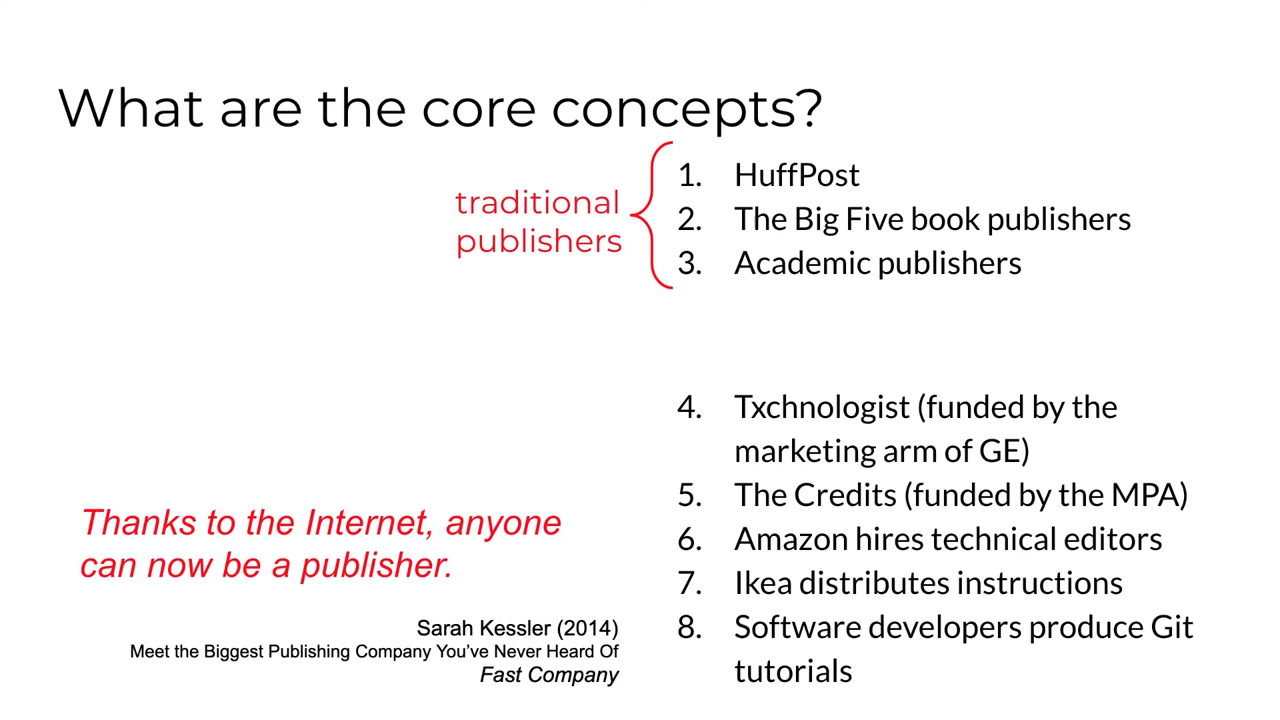 What are the core concepts?
traditional
publishers
1. HuffPost
2. The Big Five book publishers
3. Academic publishers
4. Txchnologist (funded by the
marketing arm of GE)
5. The Credits (funded by the MPA)
6. Amazon hires technical editors
7. Ikea distributes instructions
8. Software developers produce Git
tutorials
Thanks to the Internet, anyone
can now be a publisher.
Sarah Kessler (2014)
Meet the Biggest Publishing Company You've Never Heard Of
Fast Company